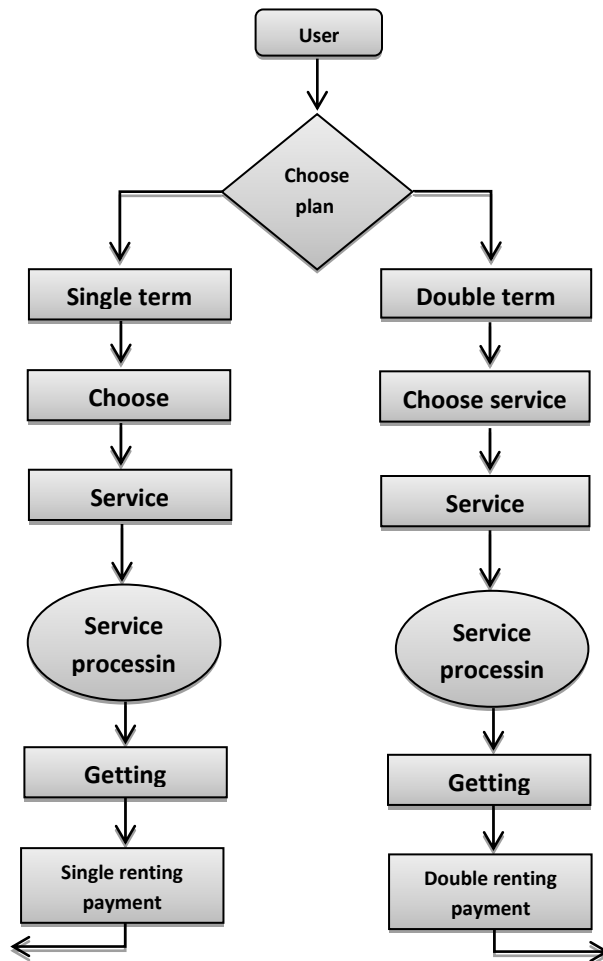 User
Choose
plan
Single term
Choose
Service
Service
processin
Getting
Single renting
payment
Double term
Choose service
Service
Service
processin
Getting
Double renting
payment